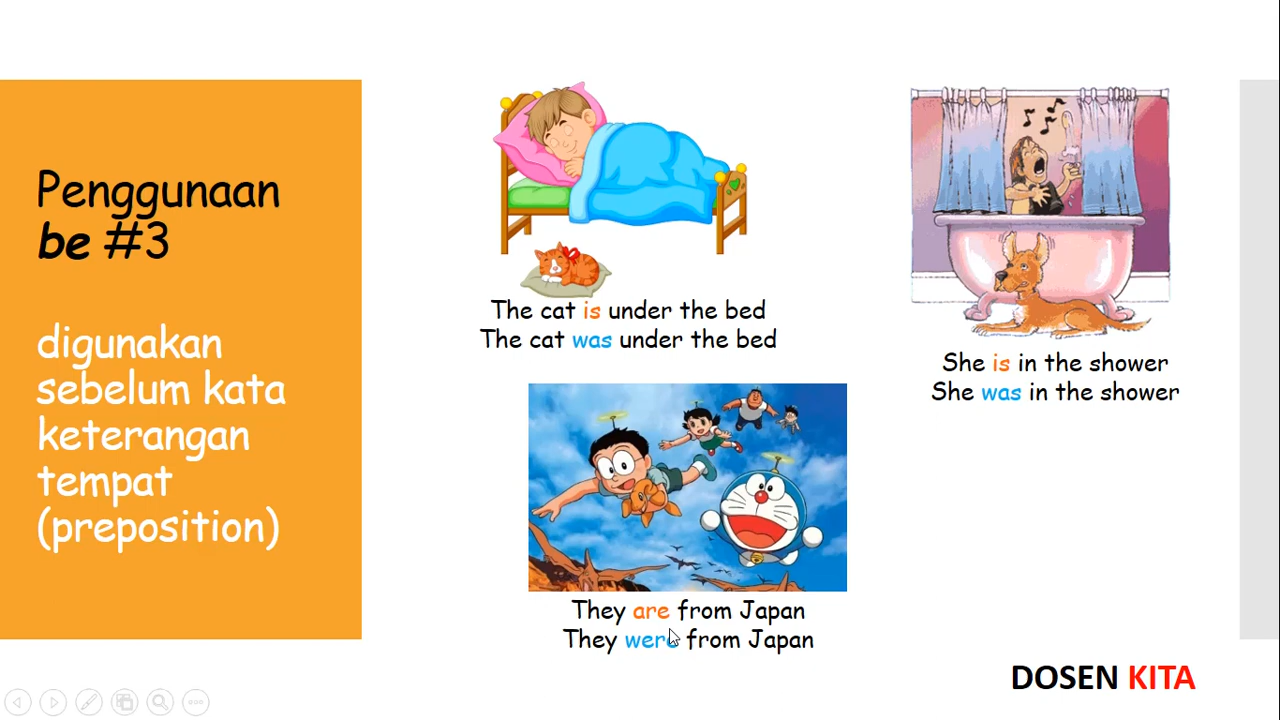 Penggunaan
be #3
digunakan
sebelum kata
keterangan
tempat
(preposition)
The cat is under the bed
The cat was under the bed
She is in the shower
She was in the shower
They are from Japan
They were from Japan
DOSEN KITA